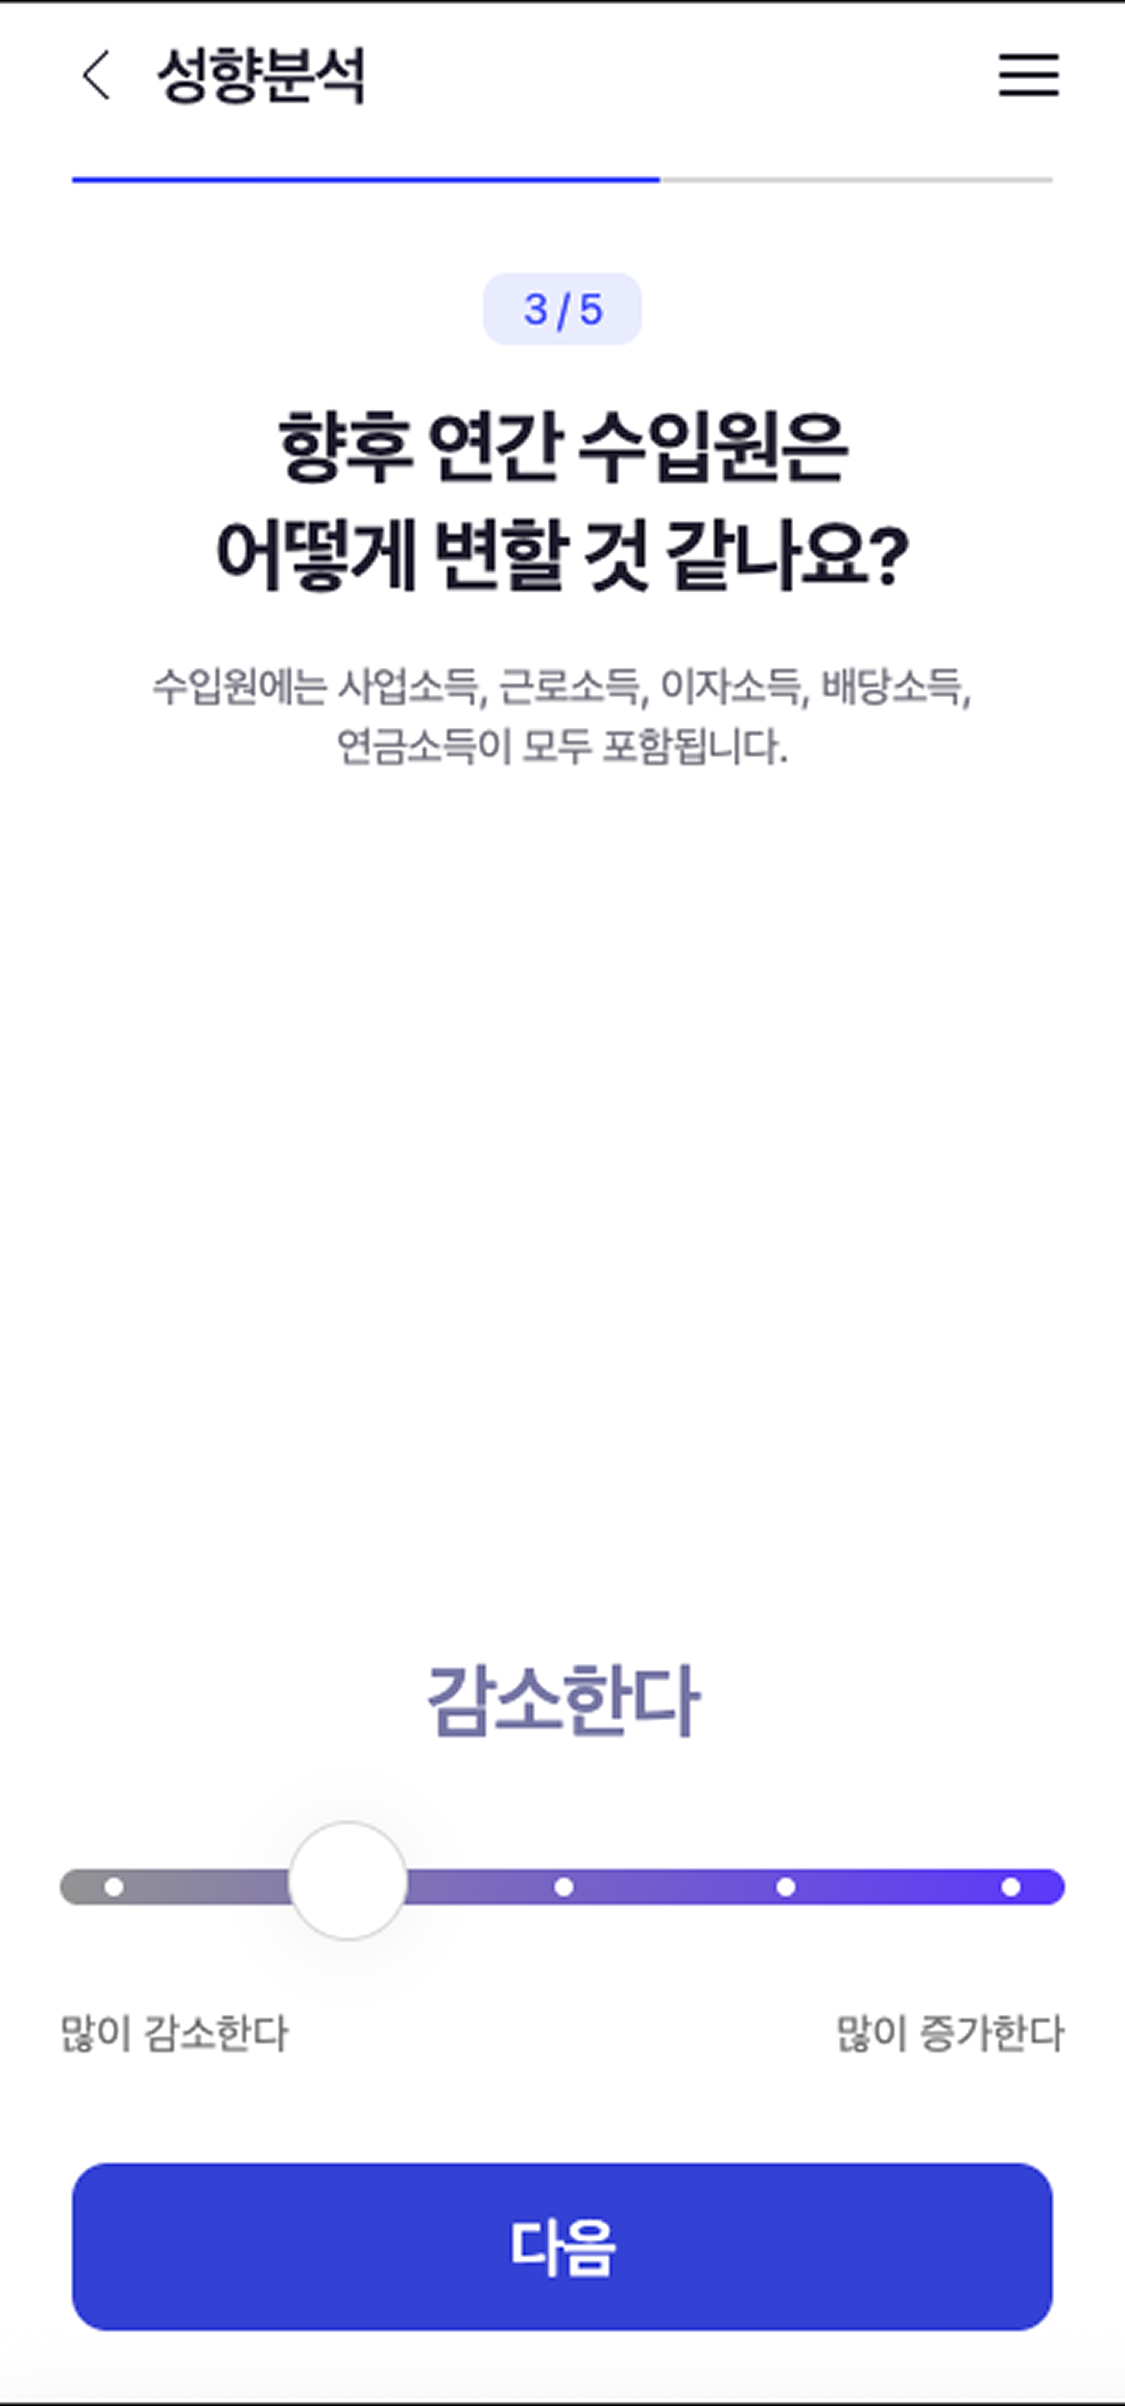 성향분석
3 / 5
향후 연간 수입원은
어떻게 변할 것 같나요?
수입원에는 사업소득, 근로소득, 이자소득, 배당소득,
연금소득이 모두 포함됩니다.
감소한다
많이 감소한다
많이 증가한다
다음